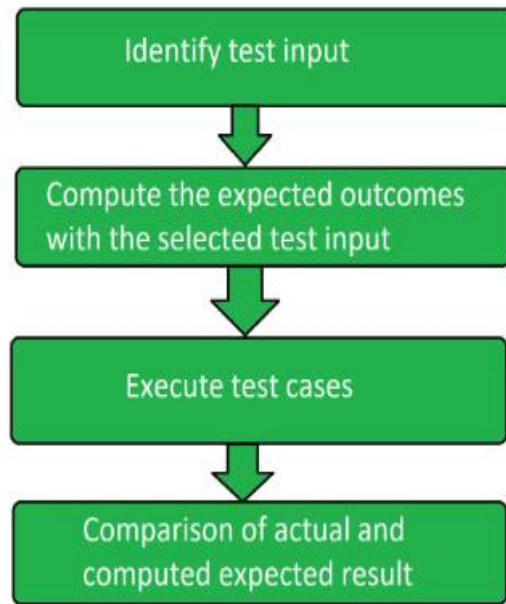 Identify test input
Compute the expected outcomes
with the selected test input
Execute test cases
Comparison of actual and
computed expected result